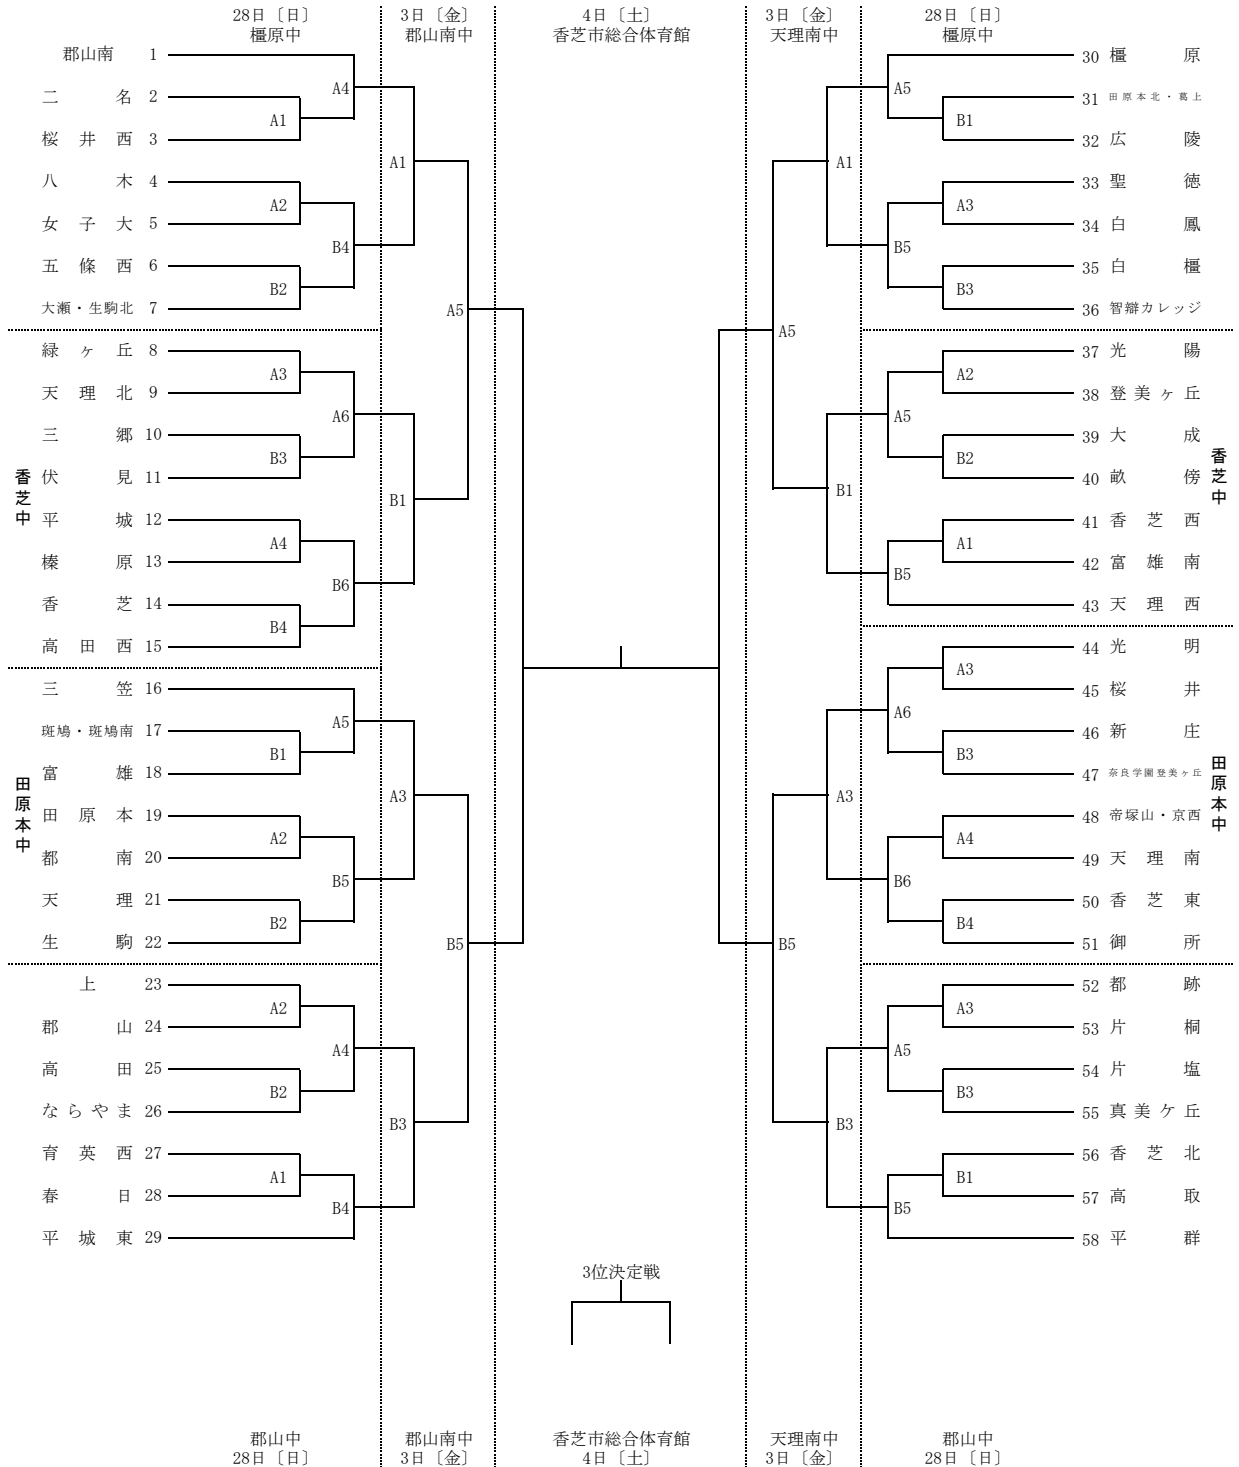 28日〔日〕 3日〔金〕 4日〔土〕 3日〔金〕 28日〔日〕
橿原中 郡山南中 香芝市総合体育館 天理南中 橿原中
郡山南 1
二名 2
桜井西 3
八木 4
女子大 5
五條西 6
大瀬・生駒北 7
緑ヶ丘 8
天理北 9
三郷 10
伏見 11
平城 12
榛原 13
香芝 14
高田西 15
三笠 16
斑鳩・斑鳩南 17
富雄 18
田原本 19
都南 20
天理 21
生駒 22
上 23
郡山 24
高田 25
ならやま 26
育英西 27
春日 28
平城東 29
香芝中
田原本中
A1
A2
B2
A3
B3
A4
B4
B1
A2
B2
A2
B2
A1
A4
B4
A6
B6
A5
B5
A4
B4
A1
B1
A3
B3
A5
B5
A5
B5
A1
B1
A3
B3
A5
B5
A5
B5
A6
B6
A5
B5
B1
A3
B3
A2
B2
A1
A3
B3
A4
B4
A3
B3
B1
30 橿原
31 田原本北・葛上
32 広陵
33 聖徳
34 白鳳
35 白橿
36 智辯カレッジ
37 光陽
38 登美ヶ丘
39 大成
40 畝傍
41 香芝西
42 富雄南
43 天理西
44 光明
45 桜井
46 新庄
47 奈良学園登美ヶ丘
48 帝塚山・京西
49 天理南
50 香芝東
51 御所
52 都跡
53 片桐
54 片塩
55 真美ケ丘
56 香芝北
57 高取
58 平群
香芝中
田原本中
3位決定戦
郡山中 郡山南中 香芝市総合体育館 天理南中 郡山中
28日〔日〕 3日〔金〕 4日〔土〕 3日〔金〕 28日〔日〕